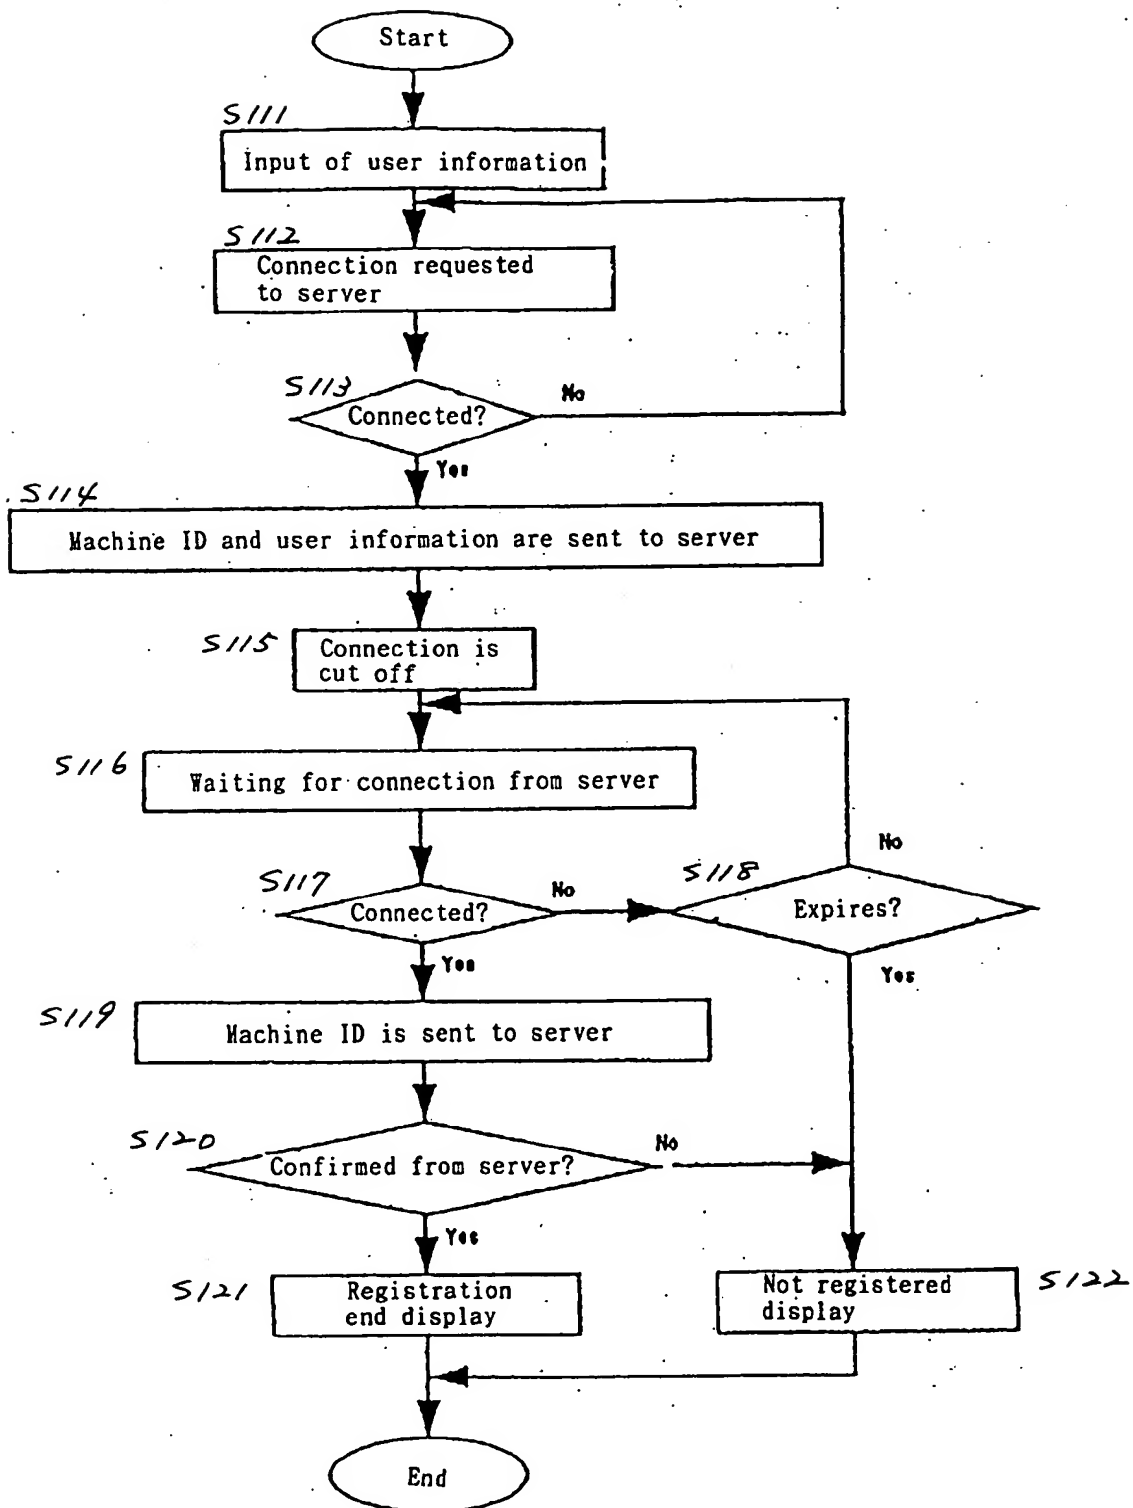 Start
S111
Input of user information
S112
Connection requested
to server
S113
Connected?
No
Yes
S114
Machine ID and user information are sent to server
S115
Connection is
cut off
S116
Waiting for connection from server
No
S117
Connected?
No
S118
Expires?
Yes
Yes
S119
Machine ID is sent to server
S120
Confirmed from server?
No
Yes
S121
Registration
end display
Not registered
display
S122
End